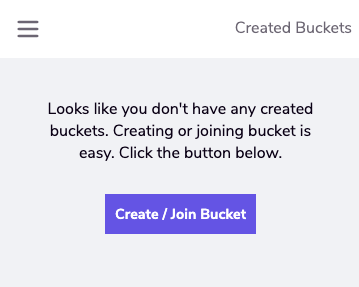 Created Buckets
Looks like you don't have any created
buckets. Creating or joining bucket is
easy. Click the button below.
Create / Join Bucket